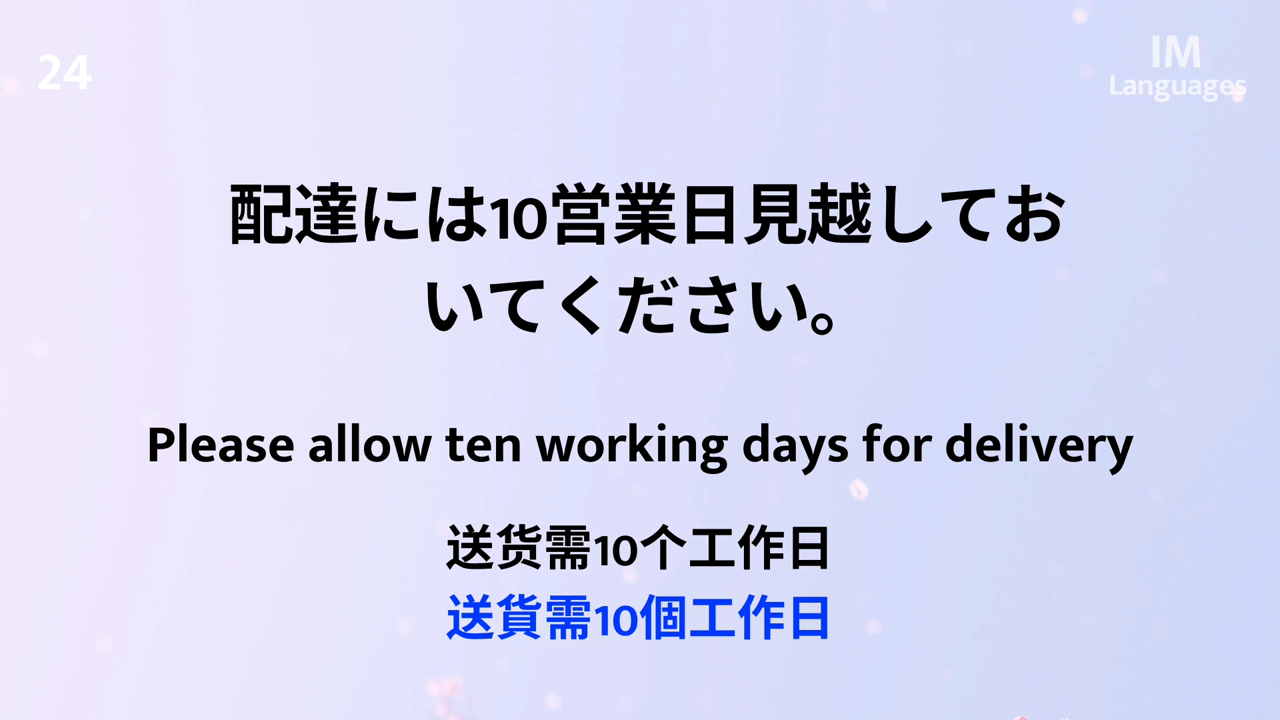 24
IM
Languages
配達には10営業日見越してお
いてください。
Please allow ten working days for delivery
送货需10个工作日
送貨需10個工作日